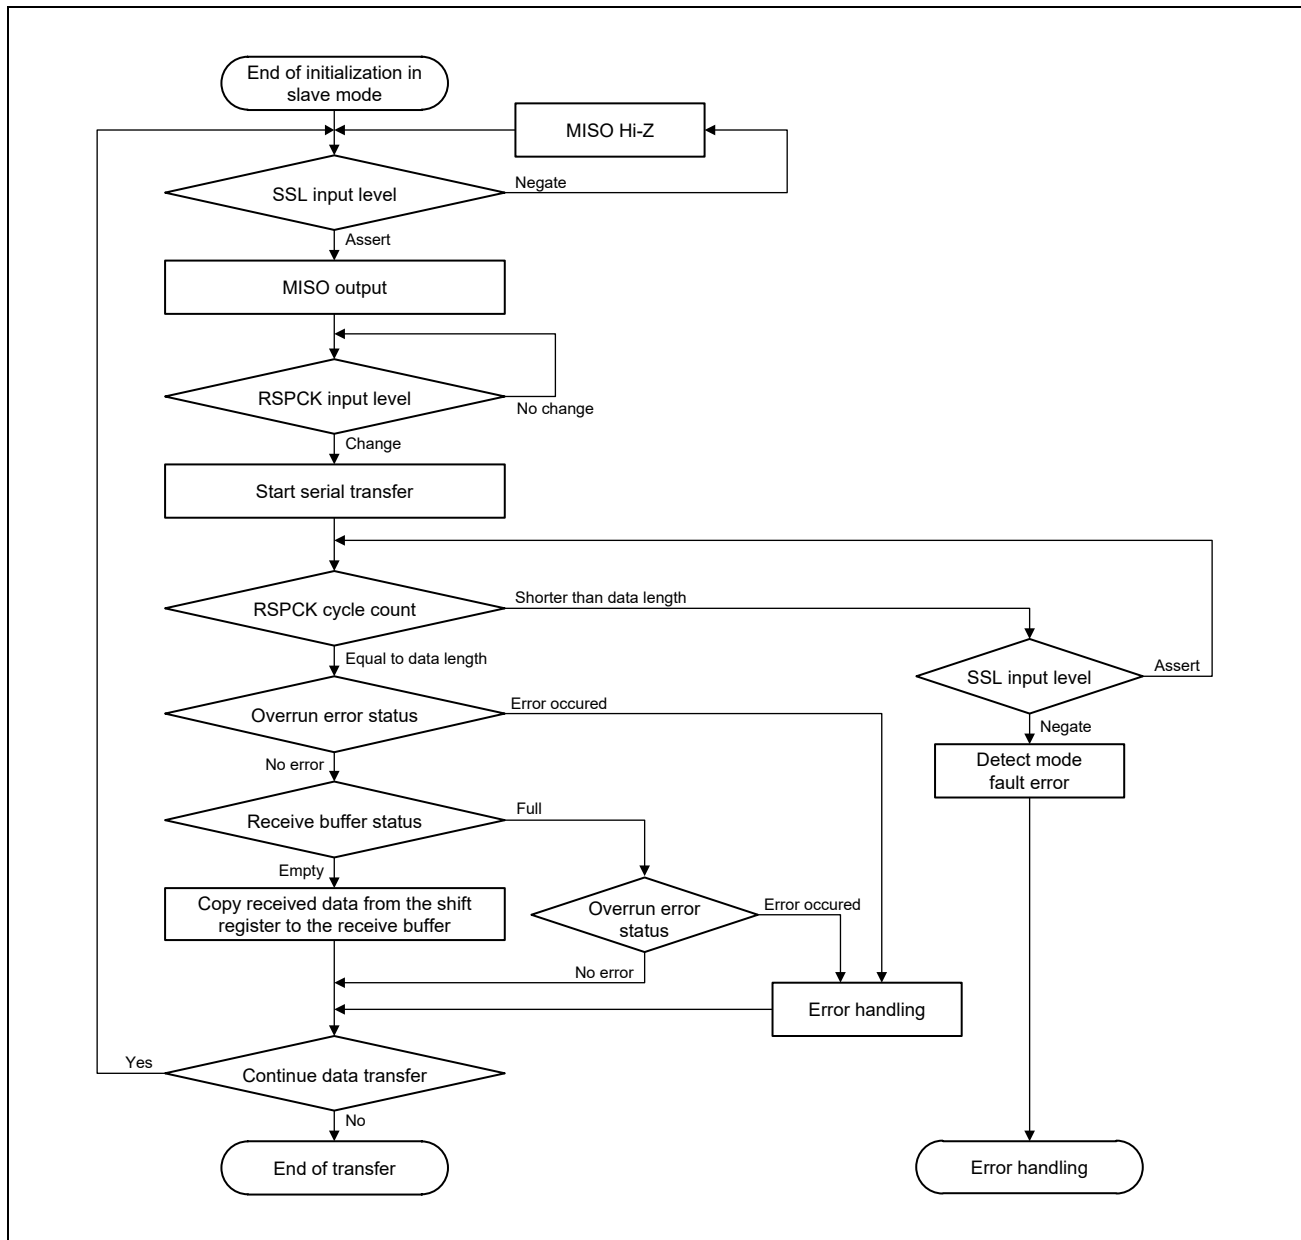 End of initialization in
slave mode
MISO Hi-Z
SSL input level
Negate
Assert
MISO output
RSPCK input level
No change
Change
Start serial transfer
RSPCK cycle count
Shorter than data length
Equal to data length
SSL input level
Assert
Negate
Overrun error status
Error occured
No error
Detect mode
fault error
Receive buffer status
Full
Empty
Copy received data from the shift
register to the receive buffer
Overrun error
status
Error occured
No error
Error handling
Yes
Continue data transfer
No
End of transfer
Error handling